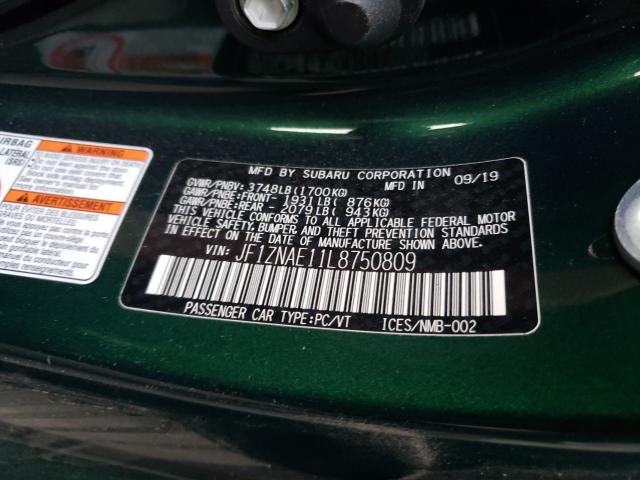 IRBAG
LATERAL
(SRS)
AVERTISSEMENT
MFD BY SUBARU CORPORATION
GVWR/PNBV: 3748LB(1700KG) MFD IN 09/19
GAWR/PNBE:FRONT- 1931LB( 876KG)
GAWR/PNBE:REAR - 2079LB( 943KG)
THIS VEHICLE CONFORMS TO ALL APPLICABLE FEDERAL MOTOR
VEHICLE SAFETY, BUMPER, AND THEFT PREVENTION STANDARDS
IN EFFECT ON THE DATE OF MANUFACTURE SHOWN ABOVE.
VIN: JF1ZNAE11L8750809
PASSENGER CAR TYPE:PC/VT ICES/NMB-002